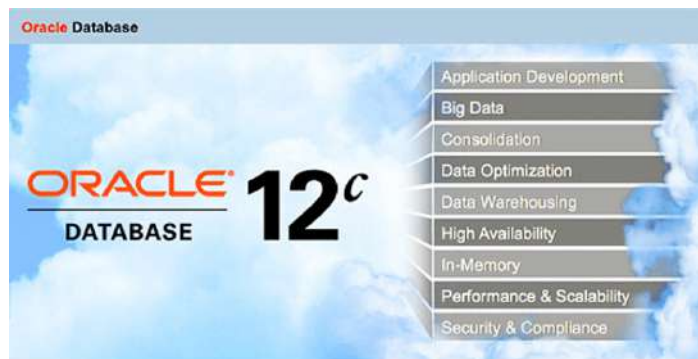 Oracle Database
ORACLE®
DATABASE
12c
Application Development
Big Data
Consolidation
Data Optimization
Data Warehousing
High Availability
In-Memory
Performance & Scalability
Security & Compliance